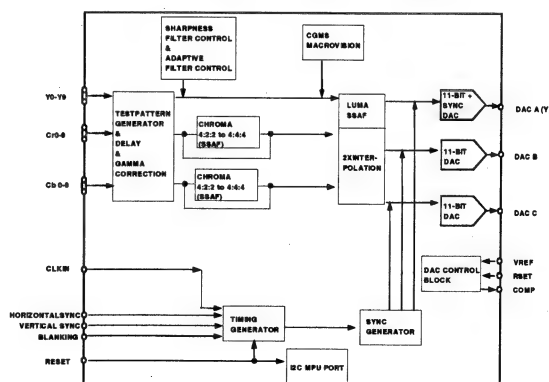 SHARPNESS
FILTER CONTROL
&
ADAPTIVE
FILTER CONTROL
CGMS
MACROVISION
Y0-Y9
Cr0-9
Cb 0-9
TESTPATTERN
GENERATOR
&
DELAY
&
GAMMA
CORRECTION
CHROMA
4:2:2 to 4:4:4
(SSAF)
CHROMA
4:2:2 to 4:4:4
(SSAF)
LUMA
SSAF
2XINTER-
POLATION
11-BIT +
SYNC
DAC
DAC A (Y
11-BIT
DAC
DAC B
11-BIT
DAC
DAC C
CLKIN
HORIZONTALSYNC
VERTICAL SYNC
BLANKING
RESET
TIMING
GENERATOR
SYNC
GENERATOR
I2C MPU PORT
DAC CONTROL
BLOCK
VREF
RSET
COMP